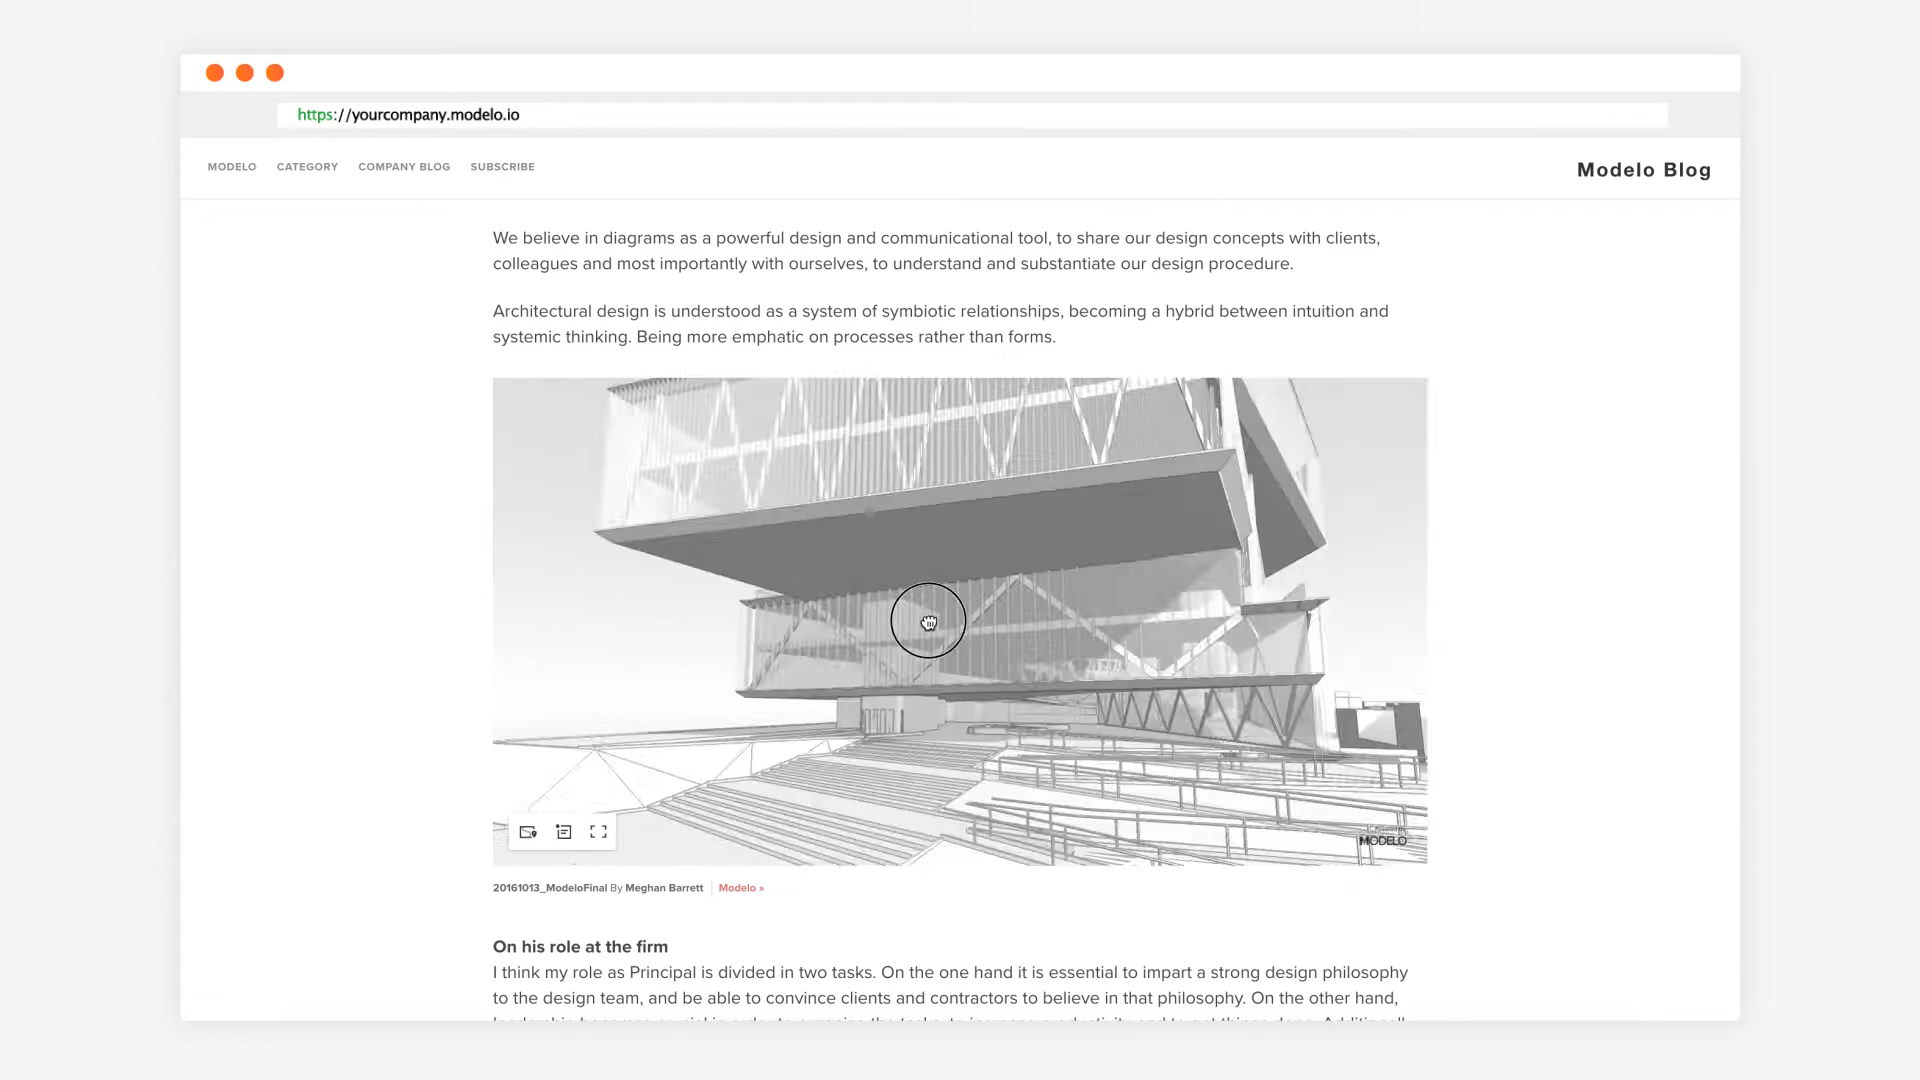 https://yourcompany.modelo.io
MODELO CATEGORY COMPANY BLOG SUBSCRIBE
Modelo Blog
We believe in diagrams as a powerful design and communicational tool, to share our design concepts with clients,
colleagues and most importantly with ourselves, to understand and substantiate our design procedure.
Architectural design is understood as a system of symbiotic relationships, becoming a hybrid between intuition and
systemic thinking. Being more emphatic on processes rather than forms.
MODELO
20161013_ModeloFinal By Meghan Barrett Modelo »
On his role at the firm
I think my role as Principal is divided in two tasks. On the one hand it is essential to impart a strong design philosophy
to the design team, and be able to convince clients and contractors to believe in that philosophy. On the other hand,